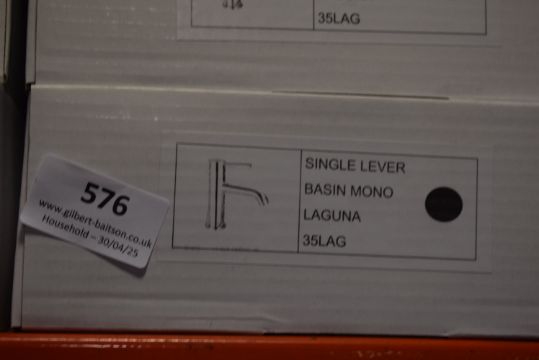 35LAG
576
www.gilbert-baitson.co.uk
Household – 30/04/25
SINGLE LEVER
BASIN MONO
LAGUNA
35LAG